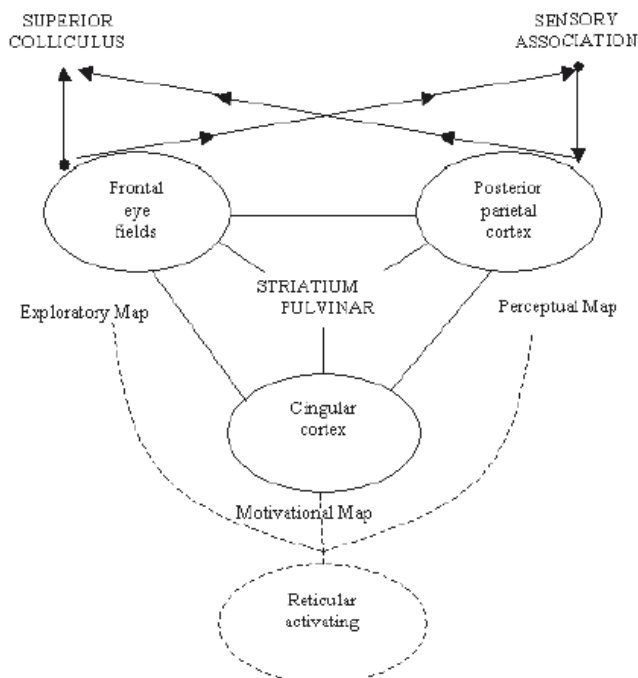 SUPERIOR
COLLICULUS
SENSORY
ASSOCIATION
Frontal
eye
fields
Posterior
parietal
cortex
STRIATIUM
PULVINAR
Exploratory Map
Perceptual Map
Cingular
cortex
Motivational Map
Reticular
activating